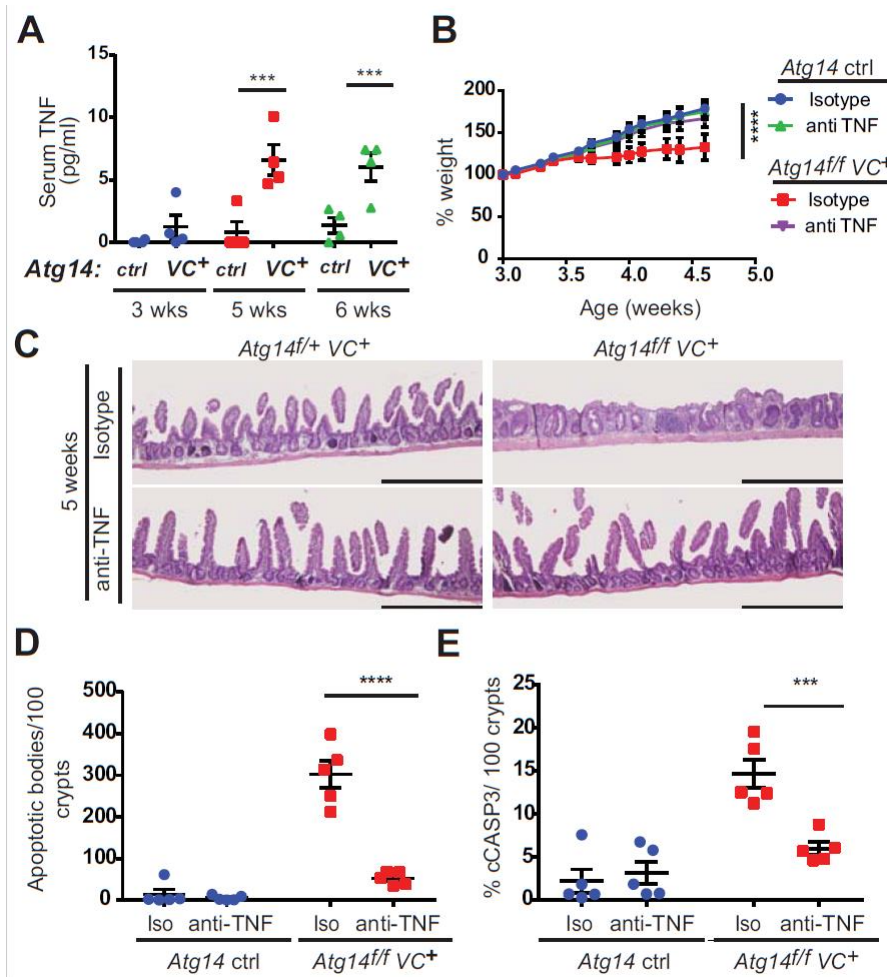 A
15
10
5
0
Serum TNF
(pg/ml)
***
***
Atg14:
ctrl VC+ ctrl VC+ ctrl VC+
3 wks 5 wks 6 wks
B
200
150
100
50
0
% weight
3.0 3.5 4.0 4.5 5.0
Age (weeks)
****
Atg14 ctrl
Isotype
anti TNF
Atg14f/f VC+
Isotype
anti TNF
C
Atg14f/+ VC+ Atg14f/f VC+
5 weeks
Isotype
anti-TNF
D
500
400
300
200
100
0
Apoptotic bodies/100
crypts
****
Iso anti-TNF Iso anti-TNF
Atg14 ctrl Atg14f/f VC+
E
25
20
15
10
5
0
% cCASP3/ 100 crypts
***
Iso anti-TNF Iso anti-TNF
Atg14 ctrl Atg14f/f VC+